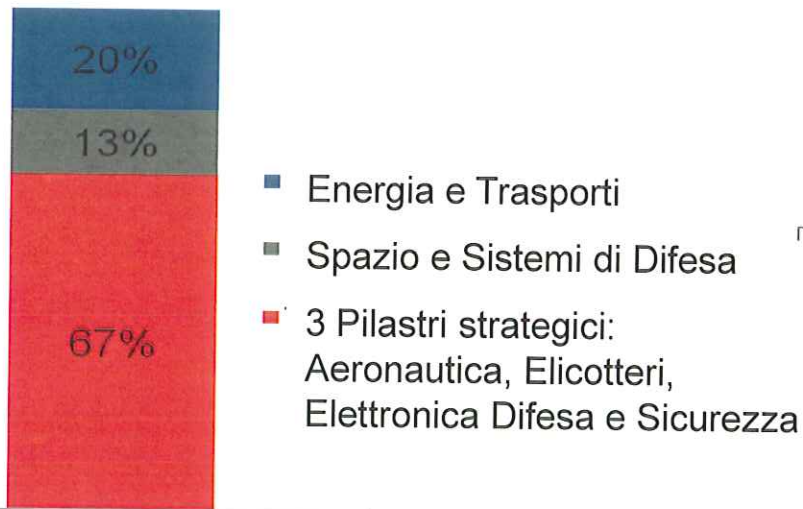 20%
13%
67%
Energia e Trasporti
Spazio e Sistemi di Difesa
3 Pilastri strategici:
Aeronautica, Elicotteri,
Elettronica Difesa e Sicurezza